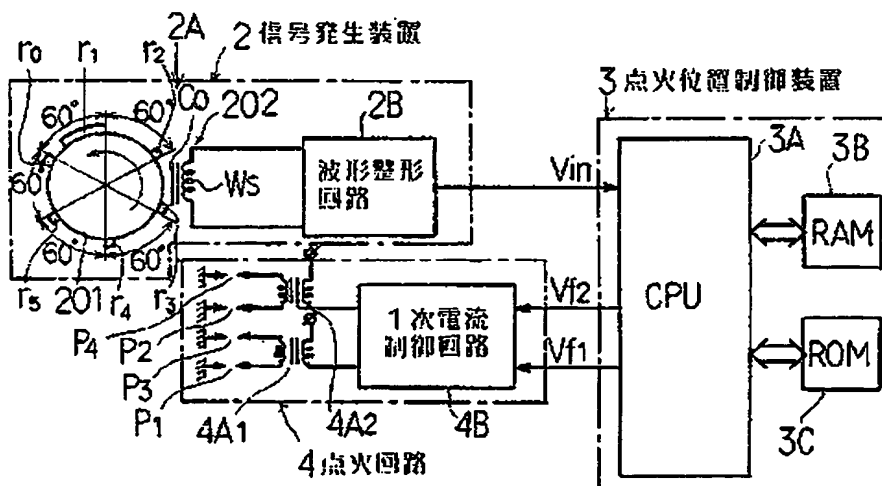 2A
2 信号発生装置
r0
r1
r2
C0
202
2B
60°
60°
60°
60°
60°
WS
波形整形
回路
Vin
3 点火位置制御装置
3A
3B
RAM
CPU
r5
201
r4
r3
P4
P2
P3
P1
1次電流
制御回路
Vf2
Vf1
ROM
3C
4A1
4A2
4B
4 点火回路